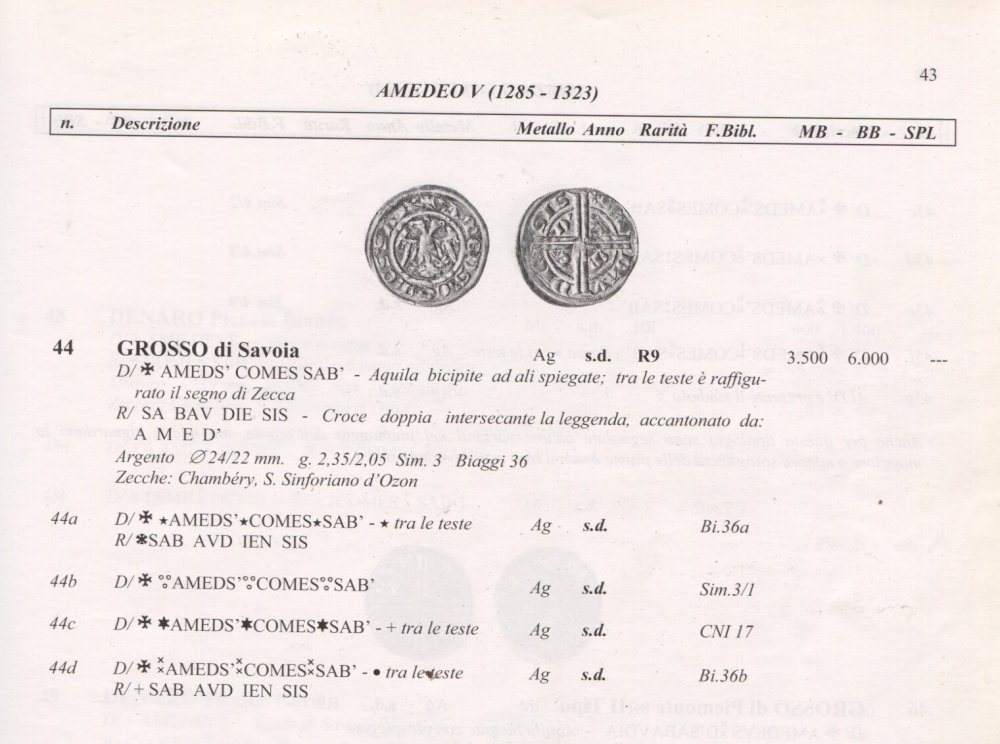 43
AMEDEO V (1285 - 1323)
n. Descrizione Metallo Anno Rarità F.Bibl. MB - BB - SPL
44 GROSSO di Savoia Ag s.d. R9 3.500 6.000 ---
D/ ✠ AMEDS' COMES SAB' - Aquila bicipite ad ali spiegate; tra le teste è raffigu-
rato il segno di Zecca
R/ SA BAV DIE SIS - Croce doppia intersecante la leggenda, accantonato da:
A M E D'
Argento Ø 24/22 mm. g. 2,35/2,05 Sim. 3 Biaggi 36
Zecche: Chambéry, S. Sinforiano d'Ozon
44a D/ ✠ ★AMEDS'★COMES★SAB' - ★ tra le teste Ag s.d. Bi.36a
R/ ✽SAB AVD IEN SIS
44b D/ ✠ °°°AMEDS'°°°COMES°°°SAB' Ag s.d. Sim.3/1
44c D/ ✠ ✶AMEDS'✶COMES✶SAB' - + tra le teste Ag s.d. CNI 17
44d D/ ✠ ×××AMEDS'×××COMES×××SAB' - • tra le teste Ag s.d. Bi.36b
R/ + SAB AVD IEN SIS